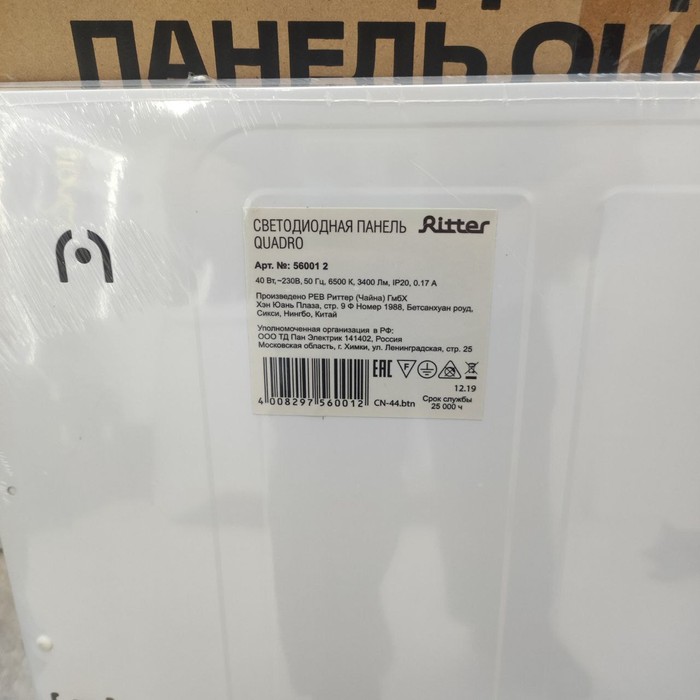 ПАНЕЛЬ QUA
СВЕТОДИОДНАЯ ПАНЕЛЬ Ritter
QUADRO
Арт. №: 56001 2
40 Вт,~230В, 50 Гц, 6500 К, 3400 Лм, IP20, 0.17 А
Произведено РЕВ Риттер (Чайна) ГмбХ
Хэн Юань Плаза, стр. 9 Ф Номер 1988, Бетсанхуан роуд,
Сикси, Нингбо, Китай
Уполномоченная организация в РФ:
ООО ТД Пан Электрик 141402, Россия
Московская область, г. Химки, ул. Ленинградская, стр. 25
EAC F
12.19
4 008297 560012 CN-44.btn Срок службы
25 000 ч